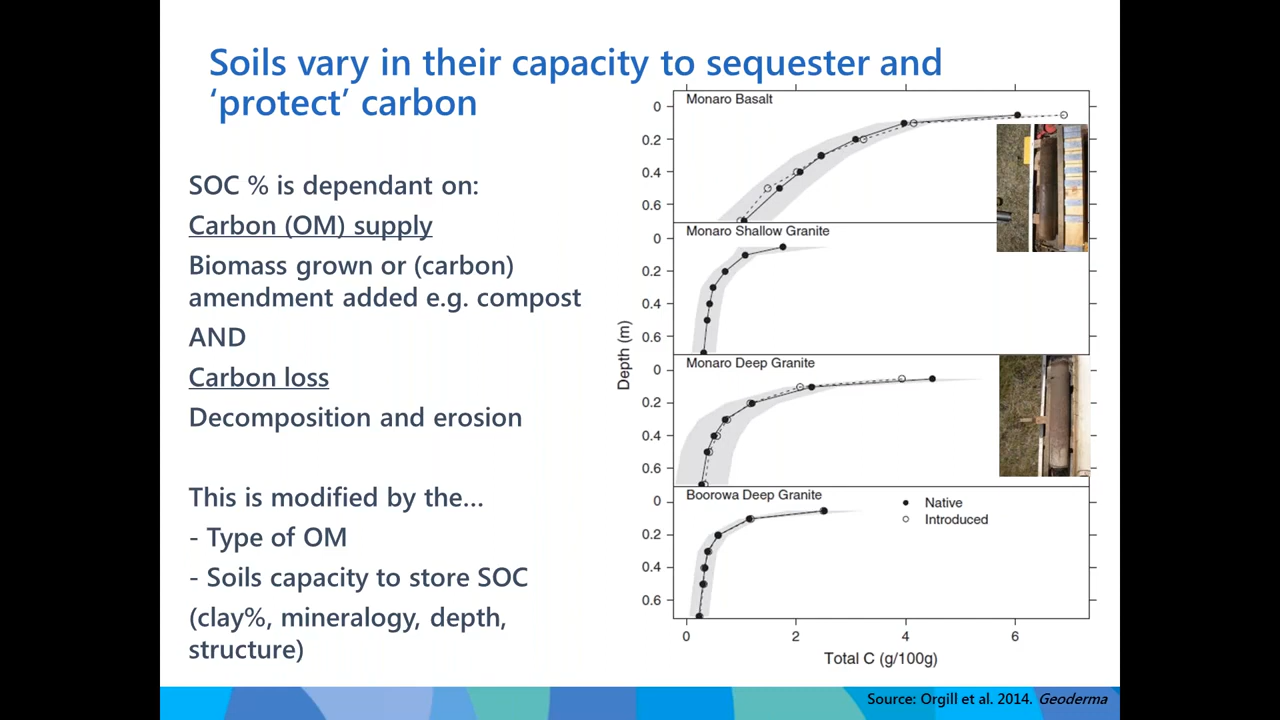 Soils vary in their capacity to sequester and
‘protect’ carbon
SOC % is dependant on:
Carbon (OM) supply
Biomass grown or (carbon)
amendment added e.g. compost
AND
Carbon loss
Decomposition and erosion
This is modified by the...
- Type of OM
- Soils capacity to store SOC
(clay%, mineralogy, depth,
structure)
Depth (m)
Monaro Basalt
0
0.2
0.4
0.6
Monaro Shallow Granite
0
0.2
0.4
0.6
Monaro Deep Granite
0
0.2
0.4
0.6
Boorowa Deep Granite
Native
Introduced
0
0.2
0.4
0.6
0 2 4 6
Total C (g/100g)
Source: Orgill et al. 2014. Geoderma